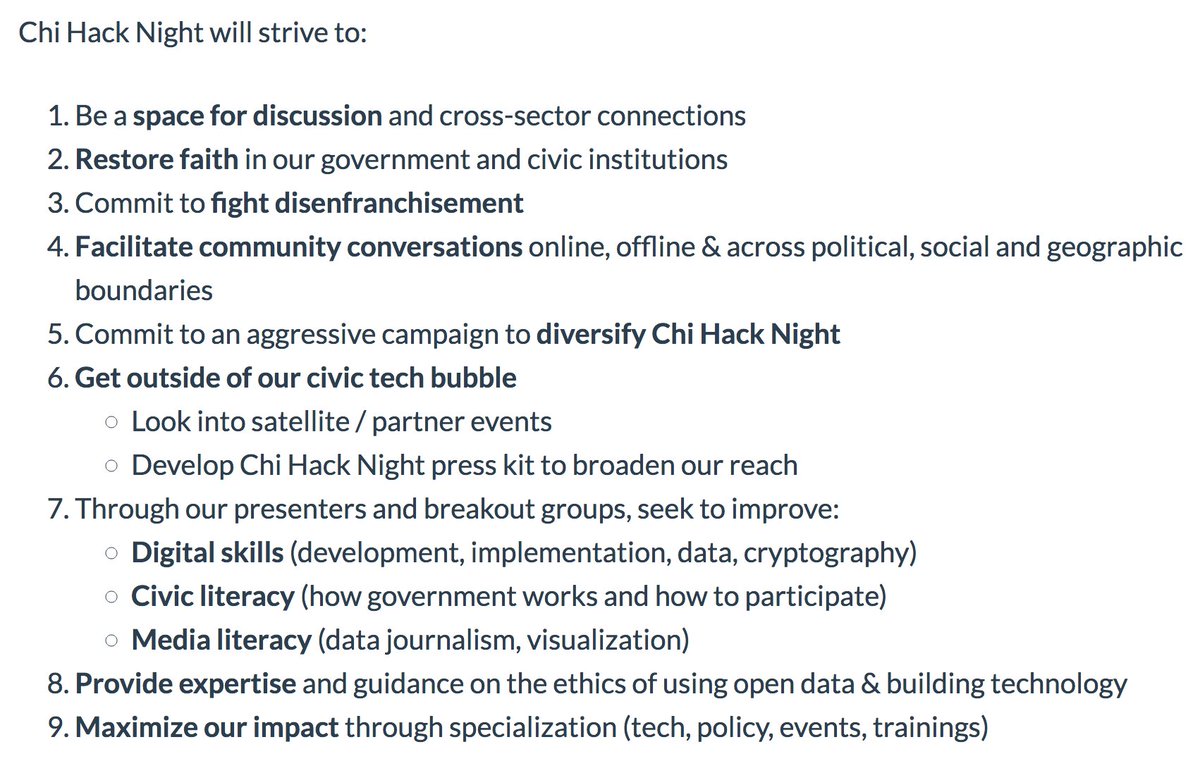 Chi Hack Night will strive to:
1. Be a space for discussion and cross-sector connections
2. Restore faith in our government and civic institutions
3. Commit to fight disenfranchisement
4. Facilitate community conversations online, offline & across political, social and geographic
boundaries
5. Commit to an aggressive campaign to diversify Chi Hack Night
6. Get outside of our civic tech bubble
○ Look into satellite / partner events
○ Develop Chi Hack Night press kit to broaden our reach
7. Through our presenters and breakout groups, seek to improve:
○ Digital skills (development, implementation, data, cryptography)
○ Civic literacy (how government works and how to participate)
○ Media literacy (data journalism, visualization)
8. Provide expertise and guidance on the ethics of using open data & building technology
9. Maximize our impact through specialization (tech, policy, events, trainings)